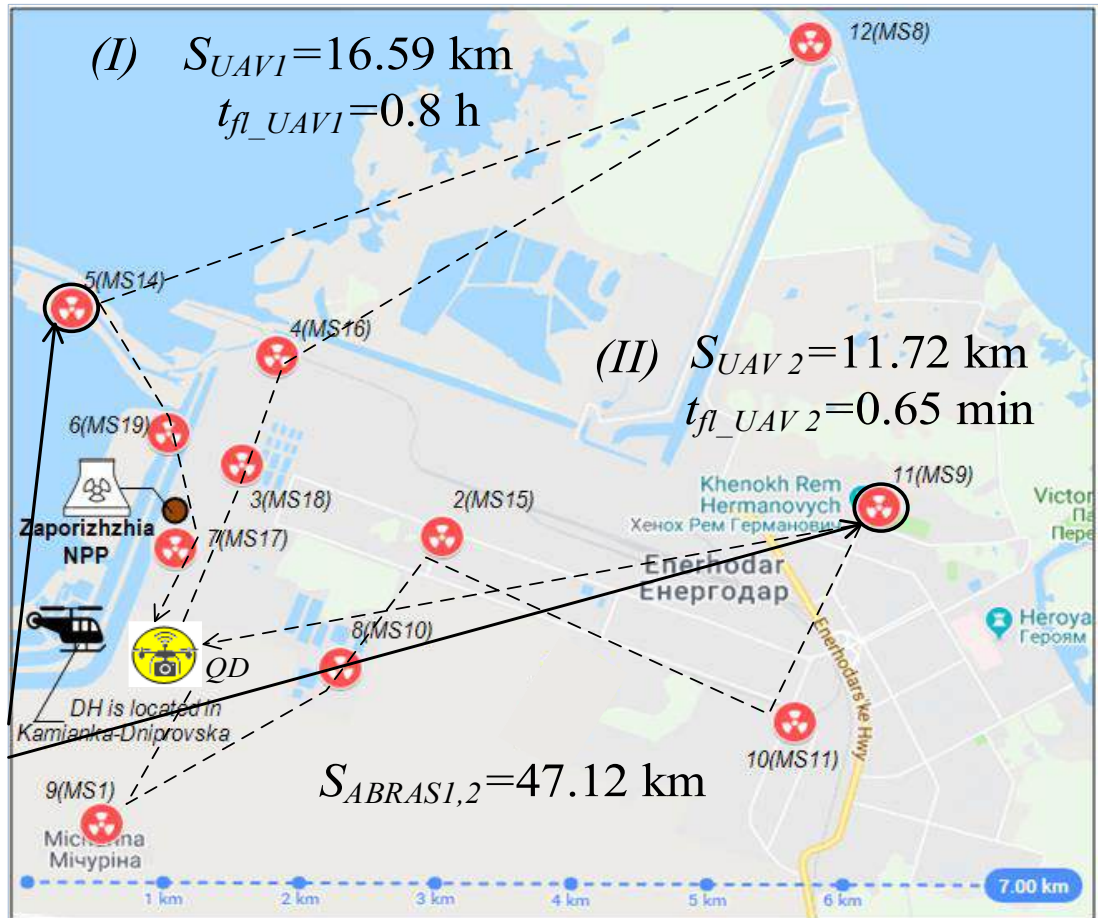 (I) S_UAV1=16.59 km
t_fl_UAV1=0.8 h
12(MS8)
5(MS14)
4(MS16)
(II) S_UAV 2=11.72 km
t_fl_UAV 2=0.65 min
6(MS19)
3(MS18)
2(MS15)
11(MS9)
Khenokh Rem
Hermanovych
Хенох Рем Германович
Victor
Па
Пере
Zaporizhzhia
NPP
7(MS17)
Enerhodar
Енергодар
8(MS10)
QD
Heroya
Героям
Enerhodars'ke Hwy
DH is located in
Kamianka-Dniprovska
10(MS11)
S_ABRAS1,2=47.12 km
9(MS1)
Мічуріна
1 km
2 km
3 km
4 km
5 km
6 km
7.00 km